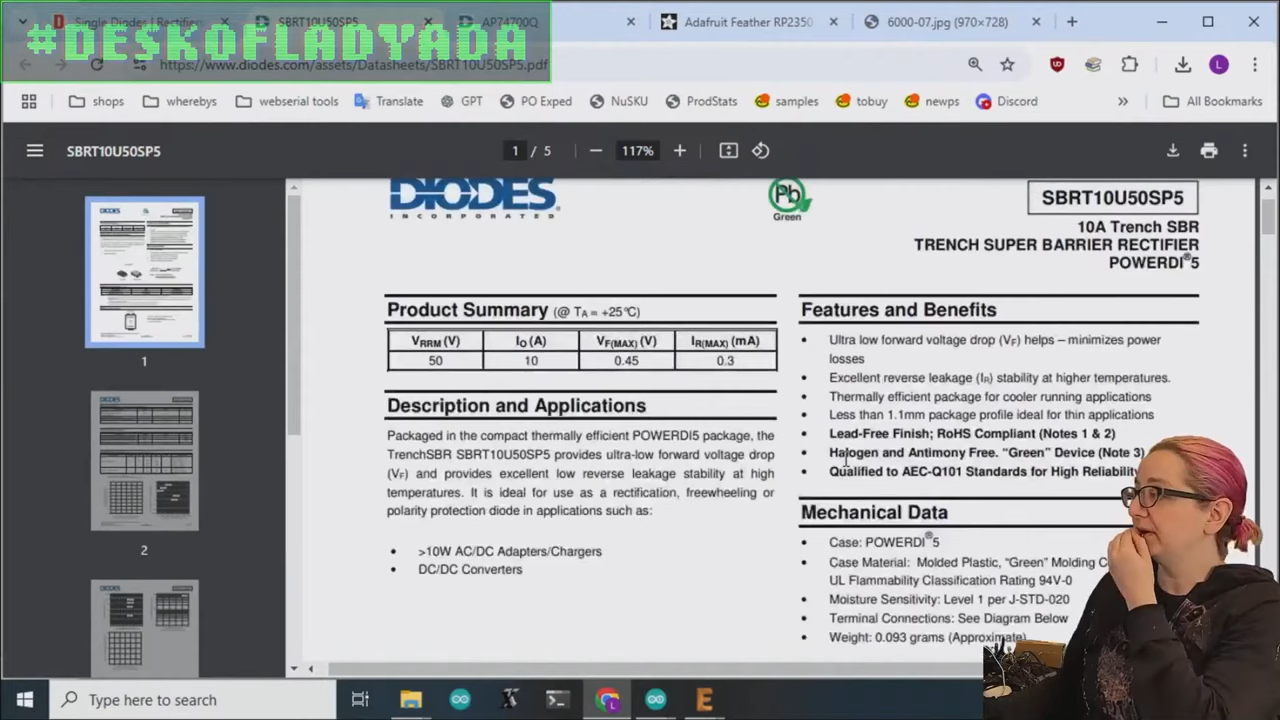 Single Diodes | Rectifiers
SBRT10U50SP5
AP74700Q
Adafruit Feather RP2350
6000-07.jpg (970×728)
#DESKOFLADYADA
https://www.diodes.com/assets/Datasheets/SBRT10U50SP5.pdf
shops
wherebys
webserial tools
Translate
GPT
PO Exped
NuSKU
ProdStats
samples
tobuy
newps
Discord
All Bookmarks
SBRT10U50SP5
1 / 5
117%
DIODES
INCORPORATED
Pb
Green
SBRT10U50SP5
10A Trench SBR
TRENCH SUPER BARRIER RECTIFIER
POWERDI®5
Product Summary (@ TA = +25°C)
VRRM (V) IO (A) VF(MAX) (V) IR(MAX) (mA)
50 10 0.45 0.3
Description and Applications
Packaged in the compact thermally efficient POWERDI5 package, the
TrenchSBR SBRT10U50SP5 provides ultra-low forward voltage drop
(VF) and provides excellent low reverse leakage stability at high
temperatures. It is ideal for use as a rectification, freewheeling or
polarity protection diode in applications such as:
• >10W AC/DC Adapters/Chargers
• DC/DC Converters
Features and Benefits
• Ultra low forward voltage drop (VF) helps – minimizes power
losses
• Excellent reverse leakage (IR) stability at higher temperatures.
• Thermally efficient package for cooler running applications
• Less than 1.1mm package profile ideal for thin applications
• Lead-Free Finish; RoHS Compliant (Notes 1 & 2)
• Halogen and Antimony Free. “Green” Device (Note 3)
• Qualified to AEC-Q101 Standards for High Reliability
Mechanical Data
• Case: POWERDI®5
• Case Material: Molded Plastic, “Green” Molding
UL Flammability Classification Rating 94V-0
• Moisture Sensitivity: Level 1 per J-STD-020
• Terminal Connections: See Diagram Below
• Weight: 0.093 grams (Approximate)
1
2
Type here to search